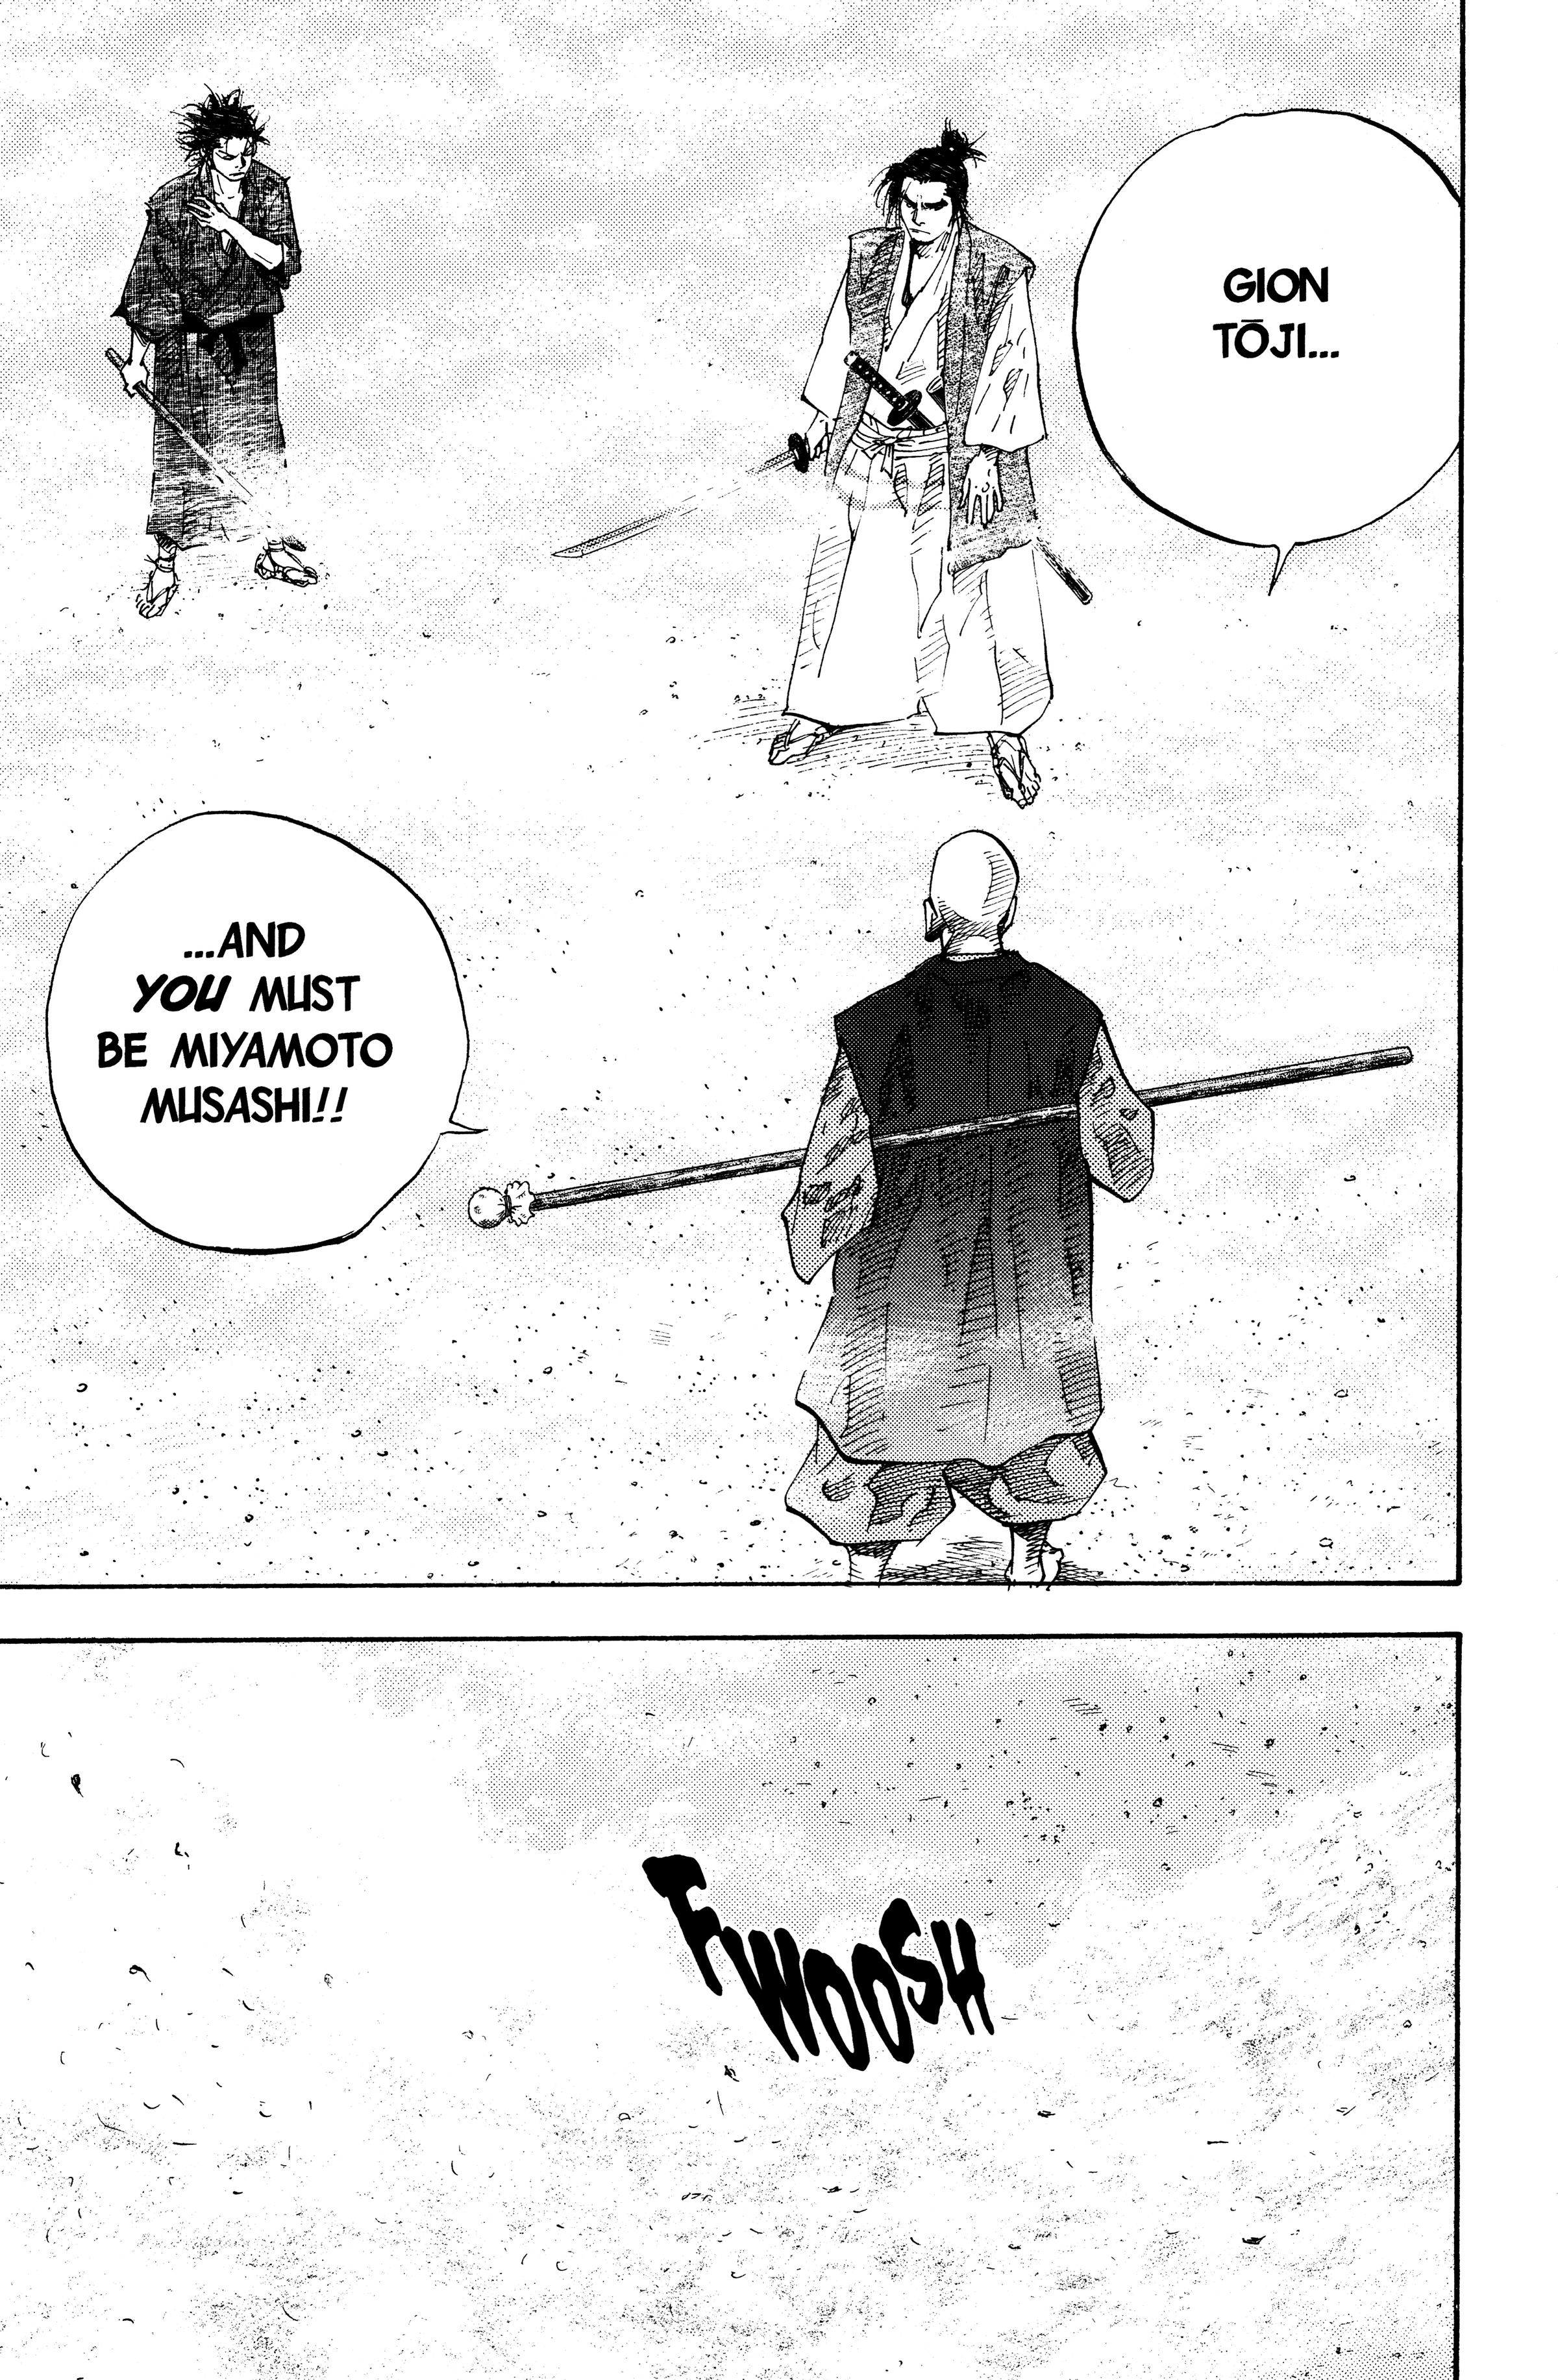 GION
TŌJI...
...AND
YOU MUST
BE MIYAMOTO
MUSASHI!!
FWOOSH